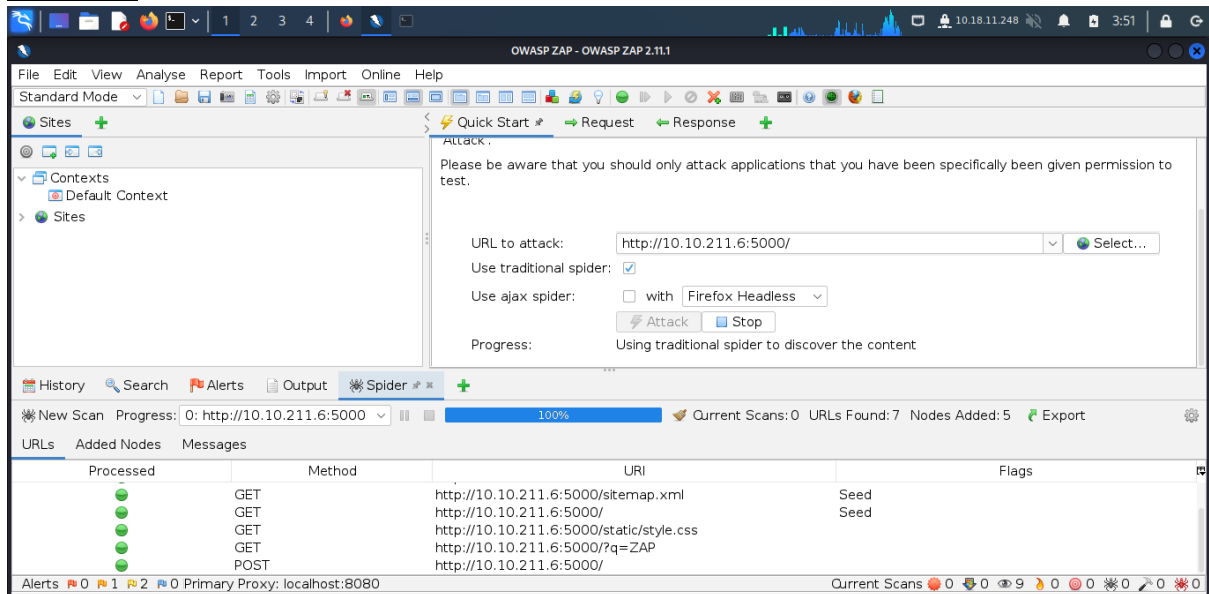 1 2 3 4 10.18.11.248 3:51
OWASP ZAP - OWASP ZAP 2.11.1
File Edit View Analyse Report Tools Import Online Help
Standard Mode
Sites
Quick Start Request Response
Attack'.
Please be aware that you should only attack applications that you have been specifically been given permission to
test.
Contexts
Default Context
Sites
URL to attack: http://10.10.211.6:5000/ Select...
Use traditional spider:
Use ajax spider: with Firefox Headless
Attack Stop
Progress: Using traditional spider to discover the content
History Search Alerts Output Spider
New Scan Progress: 0: http://10.10.211.6:5000 100% Current Scans: 0 URLs Found: 7 Nodes Added: 5 Export
URLs Added Nodes Messages
Processed Method URI Flags
GET http://10.10.211.6:5000/sitemap.xml Seed
GET http://10.10.211.6:5000/ Seed
GET http://10.10.211.6:5000/static/style.css
GET http://10.10.211.6:5000/?q=ZAP
POST http://10.10.211.6:5000/
Alerts 0 1 2 0 Primary Proxy: localhost:8080 Current Scans 0 0 9 0 0 0 0 0